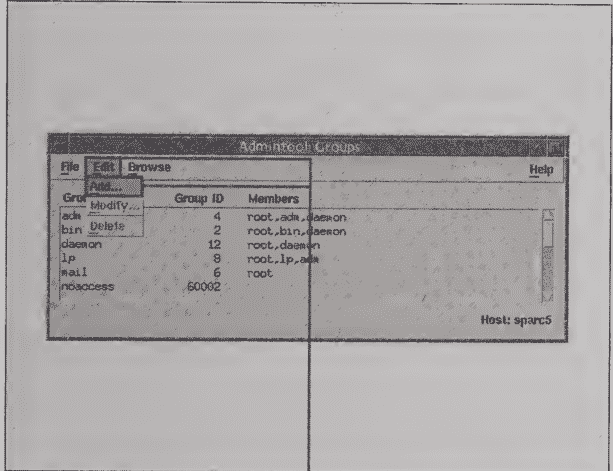 Admintool: Groups
File Edit Browse Help
Add...
Group ID Members
Modify...
adm 4 root,adm,daemon
Delete
bin 2 root,bin,daemon
daemon 12 root,daemon
lp 8 root,lp,adm
mail 6 root
noaccess 60002
Host: sparc5